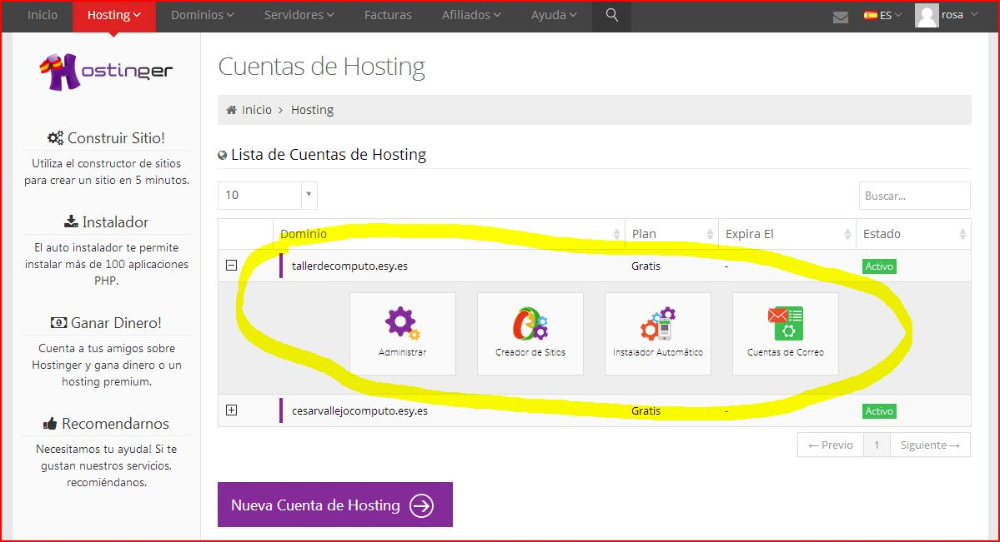 Inicio
Hosting
Dominios
Servidores
Facturas
Afiliados
Ayuda
ES
rosa
Hostinger
Construir Sitio!
Utiliza el constructor de sitios
para crear un sitio en 5 minutos.
Instalador
El auto instalador te permite
instalar más de 100 aplicaciones
PHP.
Ganar Dinero!
Cuenta a tus amigos sobre
Hostinger y gana dinero o un
hosting premium.
Recomendarnos
Necesitamos tu ayuda! Si te
gustan nuestros servicios,
recomiéndanos.
Cuentas de Hosting
Inicio > Hosting
Lista de Cuentas de Hosting
10
Buscar...
Dominio Plan Expira El Estado
tallerdecomputo.esy.es Gratis - Activo
Administrar
Creador de Sitios
Instalador Automático
Cuentas de Correo
cesarvallejocomputo.esy.es Gratis - Activo
← Previo 1 Siguiente →
Nueva Cuenta de Hosting